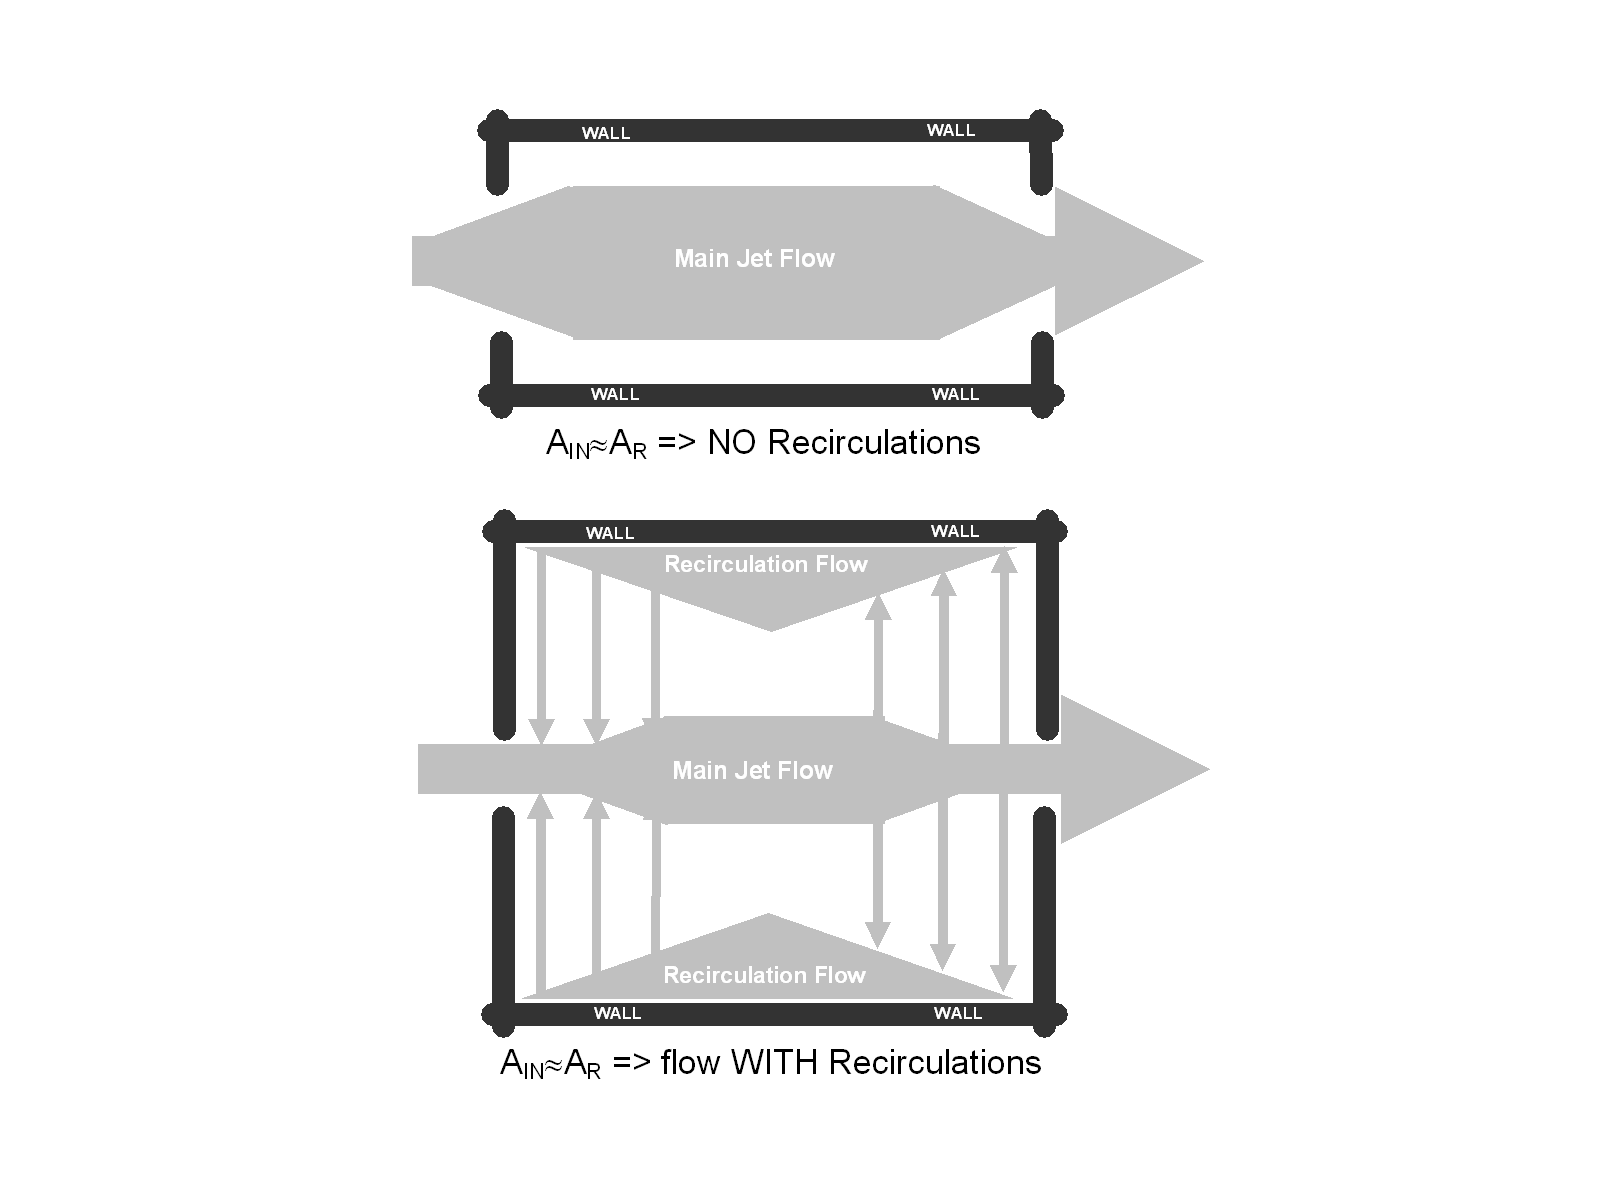 WALL WALL
Main Jet Flow
WALL WALL
AIN≈AR => NO Recirculations
WALL WALL
Recirculation Flow
Main Jet Flow
Recirculation Flow
WALL WALL
AIN≈AR => flow WITH Recirculations